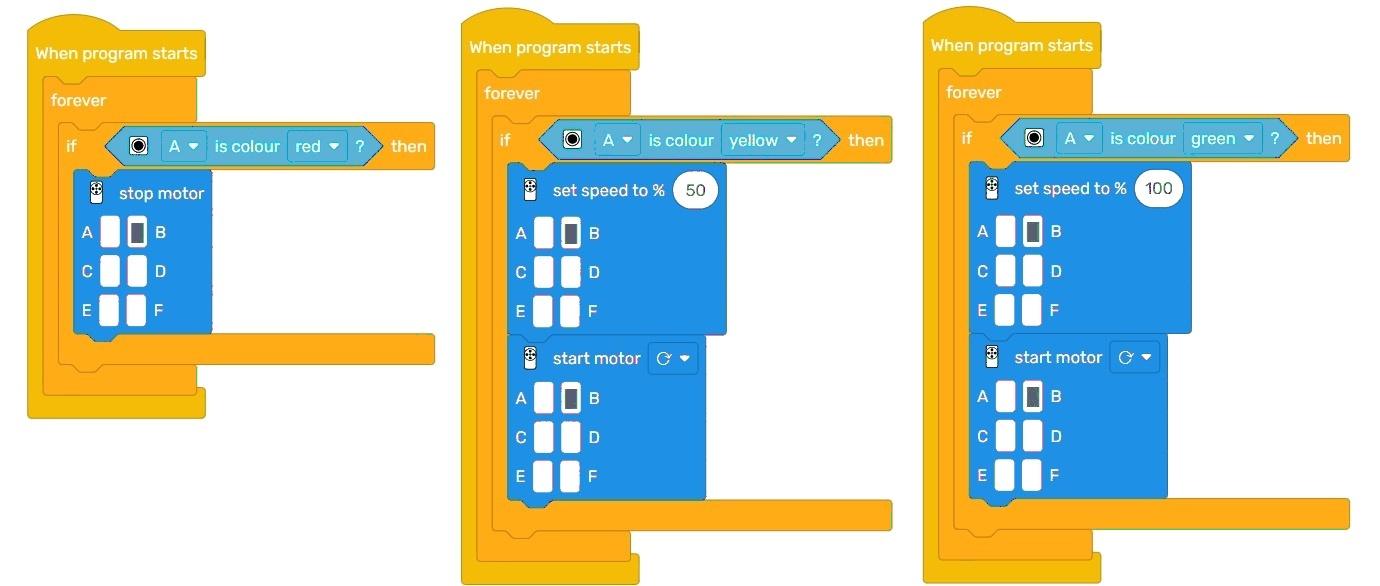 When program starts
forever
if A is colour red ? then
stop motor
A B
C D
E F
When program starts
forever
if A is colour yellow ? then
set speed to % 50
A B
C D
E F
start motor
A B
C D
E F
When program starts
forever
if A is colour green ? then
set speed to % 100
A B
C D
E F
start motor
A B
C D
E F